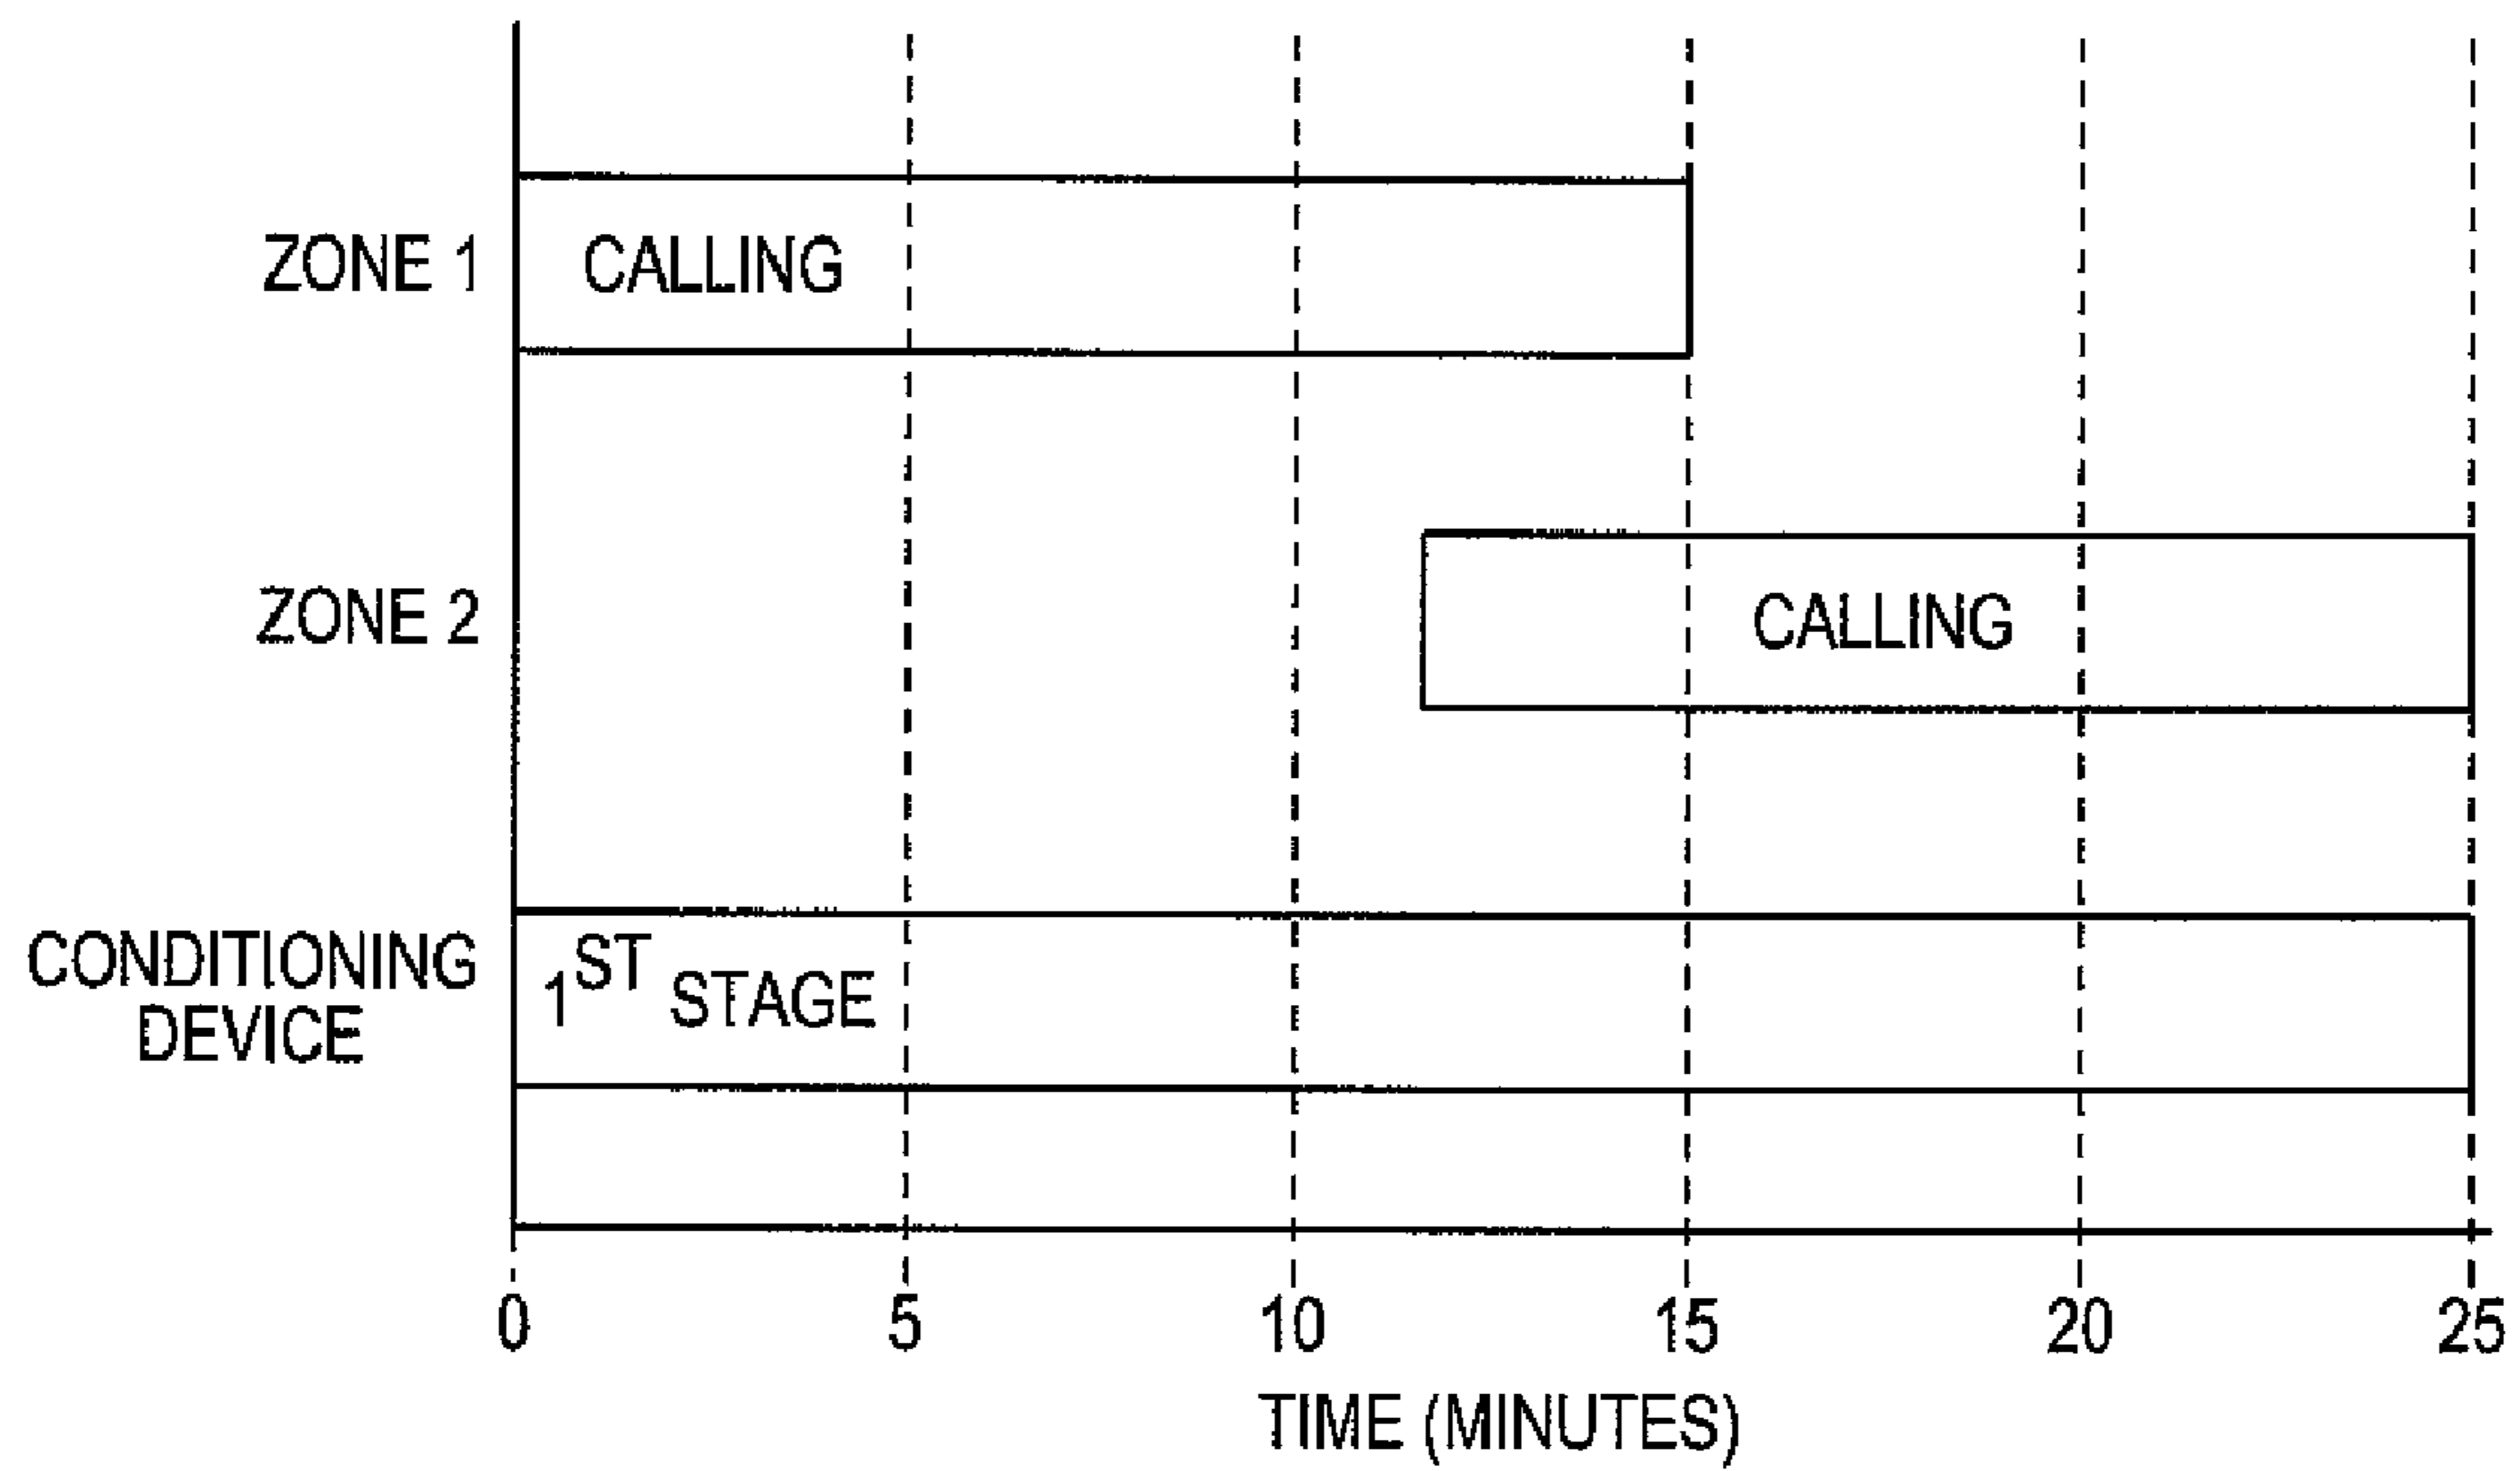 ZONE 1 CALLING
ZONE 2 CALLING
CONDITIONING
DEVICE
1ST STAGE
0 5 10 15 20 25
TIME (MINUTES)